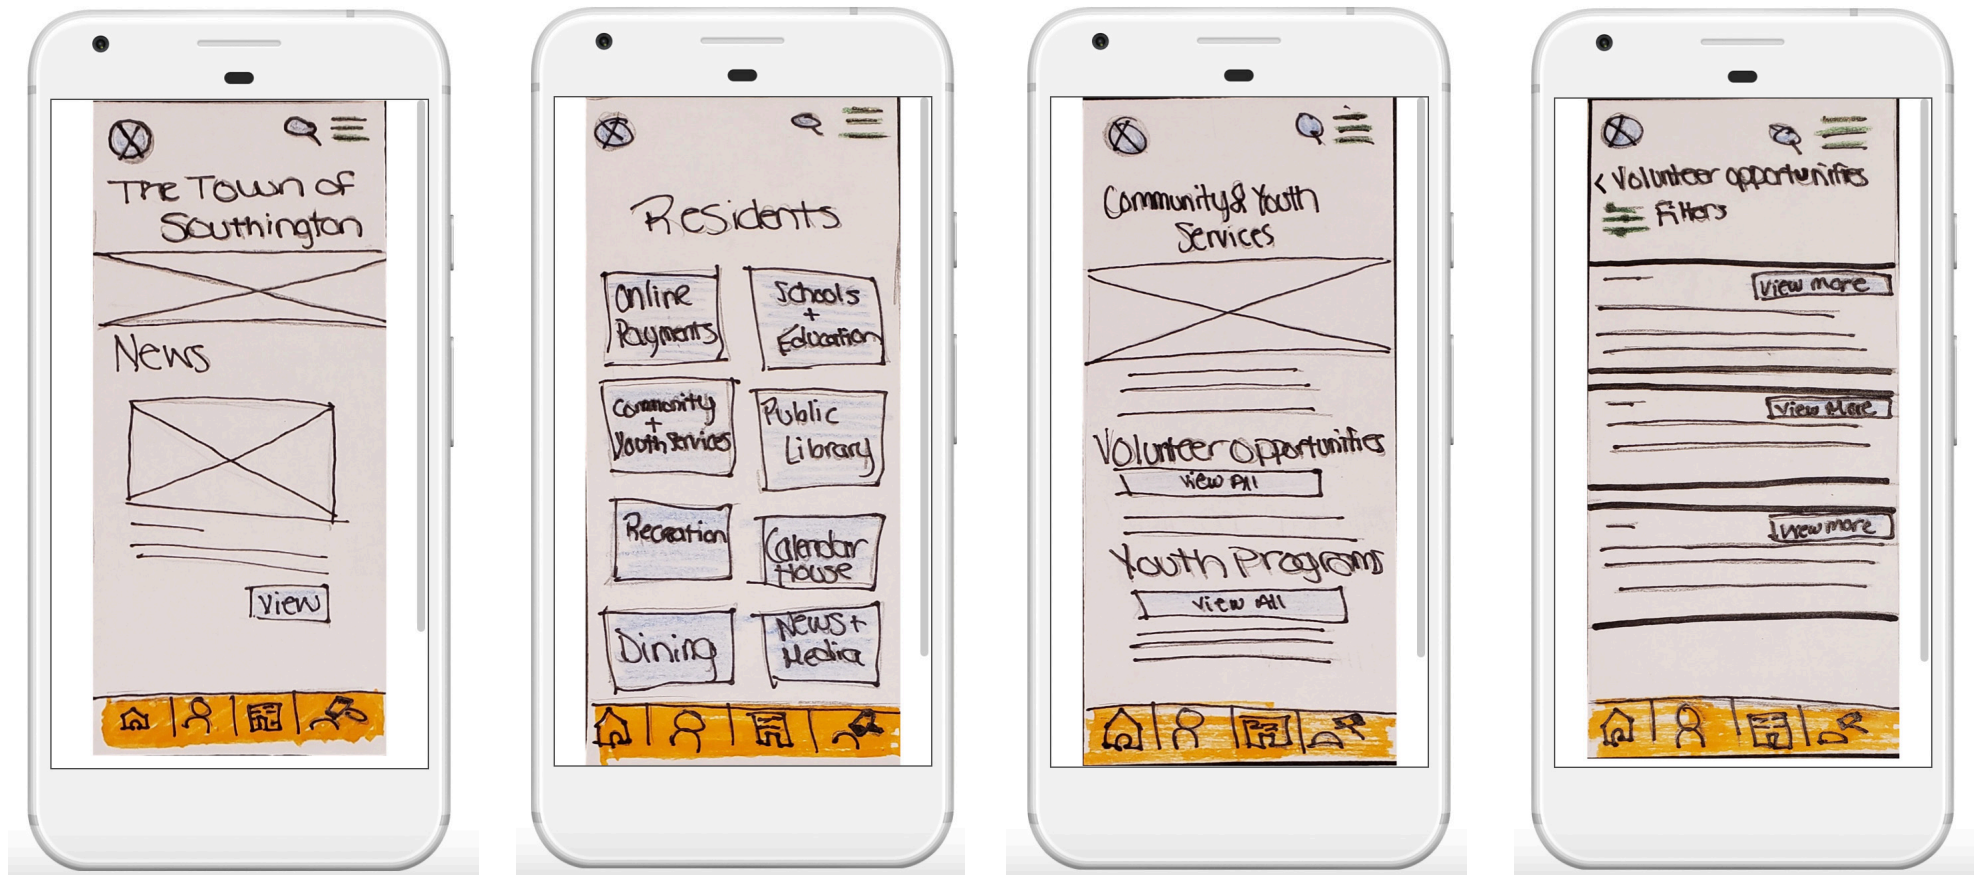 The Town of
Southington
News
View
Residents
Online
Payments
Schools
+
Education
Community
+
Youth Services
Public
Library
Recreation
Calendar
House
Dining
News +
Media
Community & Youth
Services
Volunteer opportunities
View All
Youth Programs
View All
< Volunteer opportunities
Filters
View more
View More
View more